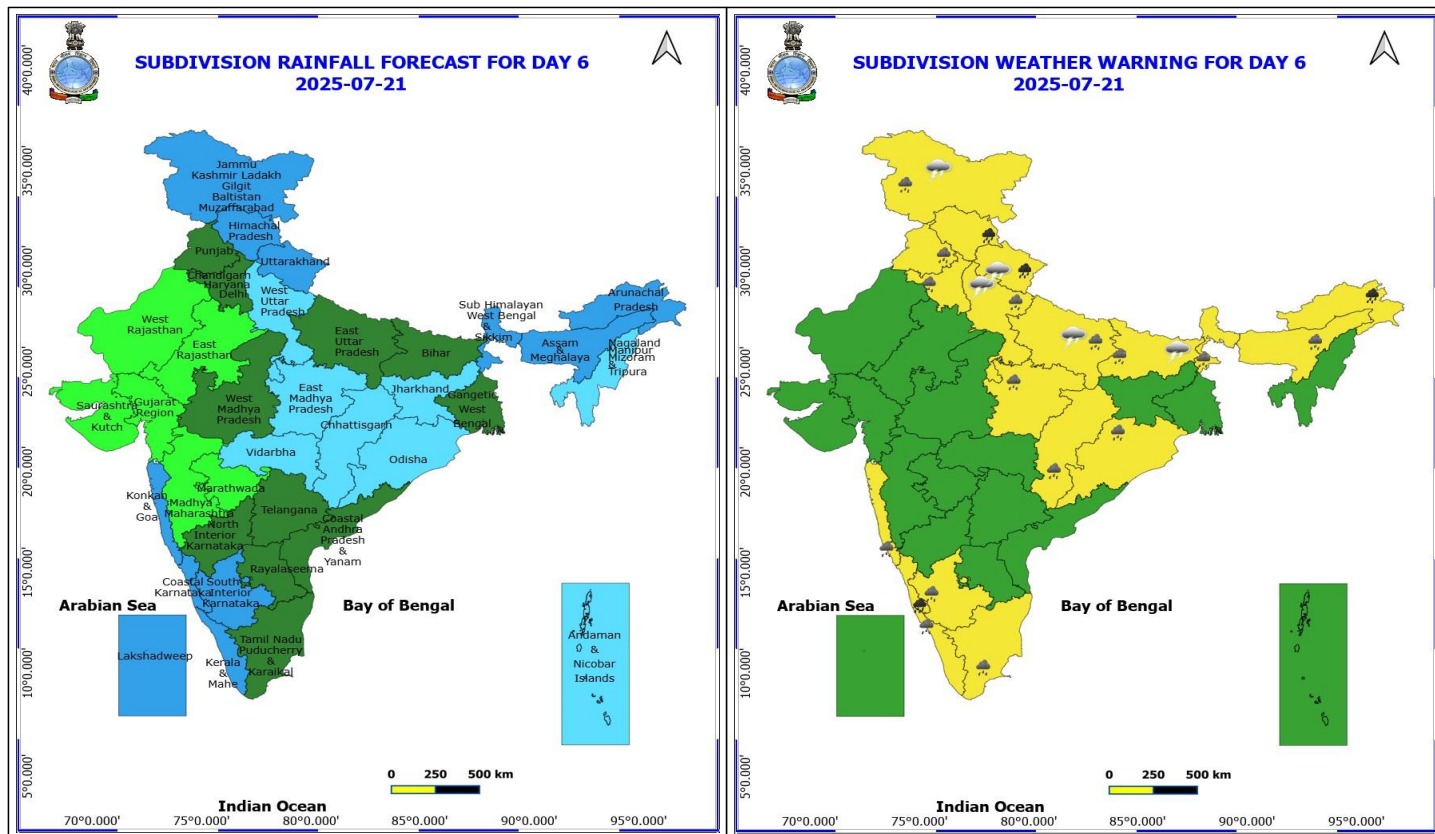 SUBDIVISION RAINFALL FORECAST FOR DAY 6
2025-07-21
40°0.000'
35°0.000'
30°0.000'
25°0.000'
20°0.000'
15°0.000'
10°0.000'
5°0.000'
Jammu
Kashmir Ladakh
Gilgit
Baltistan
Muzaffarabad
Himachal
Pradesh
Punjab
Uttarakhand
Chandigarh
Haryana
Delhi
West
Uttar
Pradesh
West
Rajasthan
East
Rajasthan
East
Uttar
Pradesh
Bihar
Sub Himalayan
West Bengal
&
Sikkim
Arunachal
Pradesh
Assam
&
Meghalaya
Nagaland
Manipur
Mizoram
&
Tripura
Saurashtra
&
Kutch
Gujarat
Region
West
Madhya
Pradesh
East
Madhya
Pradesh
Jharkhand
Gangetic
West
Bengal
Chhattisgarh
Odisha
Vidarbha
Konkan
&
Goa
Madhya
Maharashtra
Marathwada
Telangana
North
Interior
Karnataka
Coastal
Andhra
Pradesh
&
Yanam
Rayalaseema
Coastal
Karnataka
South
Interior
Karnataka
Arabian Sea
Bay of Bengal
Lakshadweep
Kerala
&
Mahe
Tamil Nadu
Puducherry
&
Karaikal
Andaman
&
Nicobar
Islands
0 250 500 km
Indian Ocean
70°0.000' 75°0.000' 80°0.000' 85°0.000' 90°0.000' 95°0.000'
SUBDIVISION WEATHER WARNING FOR DAY 6
2025-07-21
40°0.000'
35°0.000'
30°0.000'
25°0.000'
20°0.000'
15°0.000'
10°0.000'
5°0.000'
Arabian Sea
Bay of Bengal
0 250 500 km
Indian Ocean
70°0.000' 75°0.000' 80°0.000' 85°0.000' 90°0.000' 95°0.000'